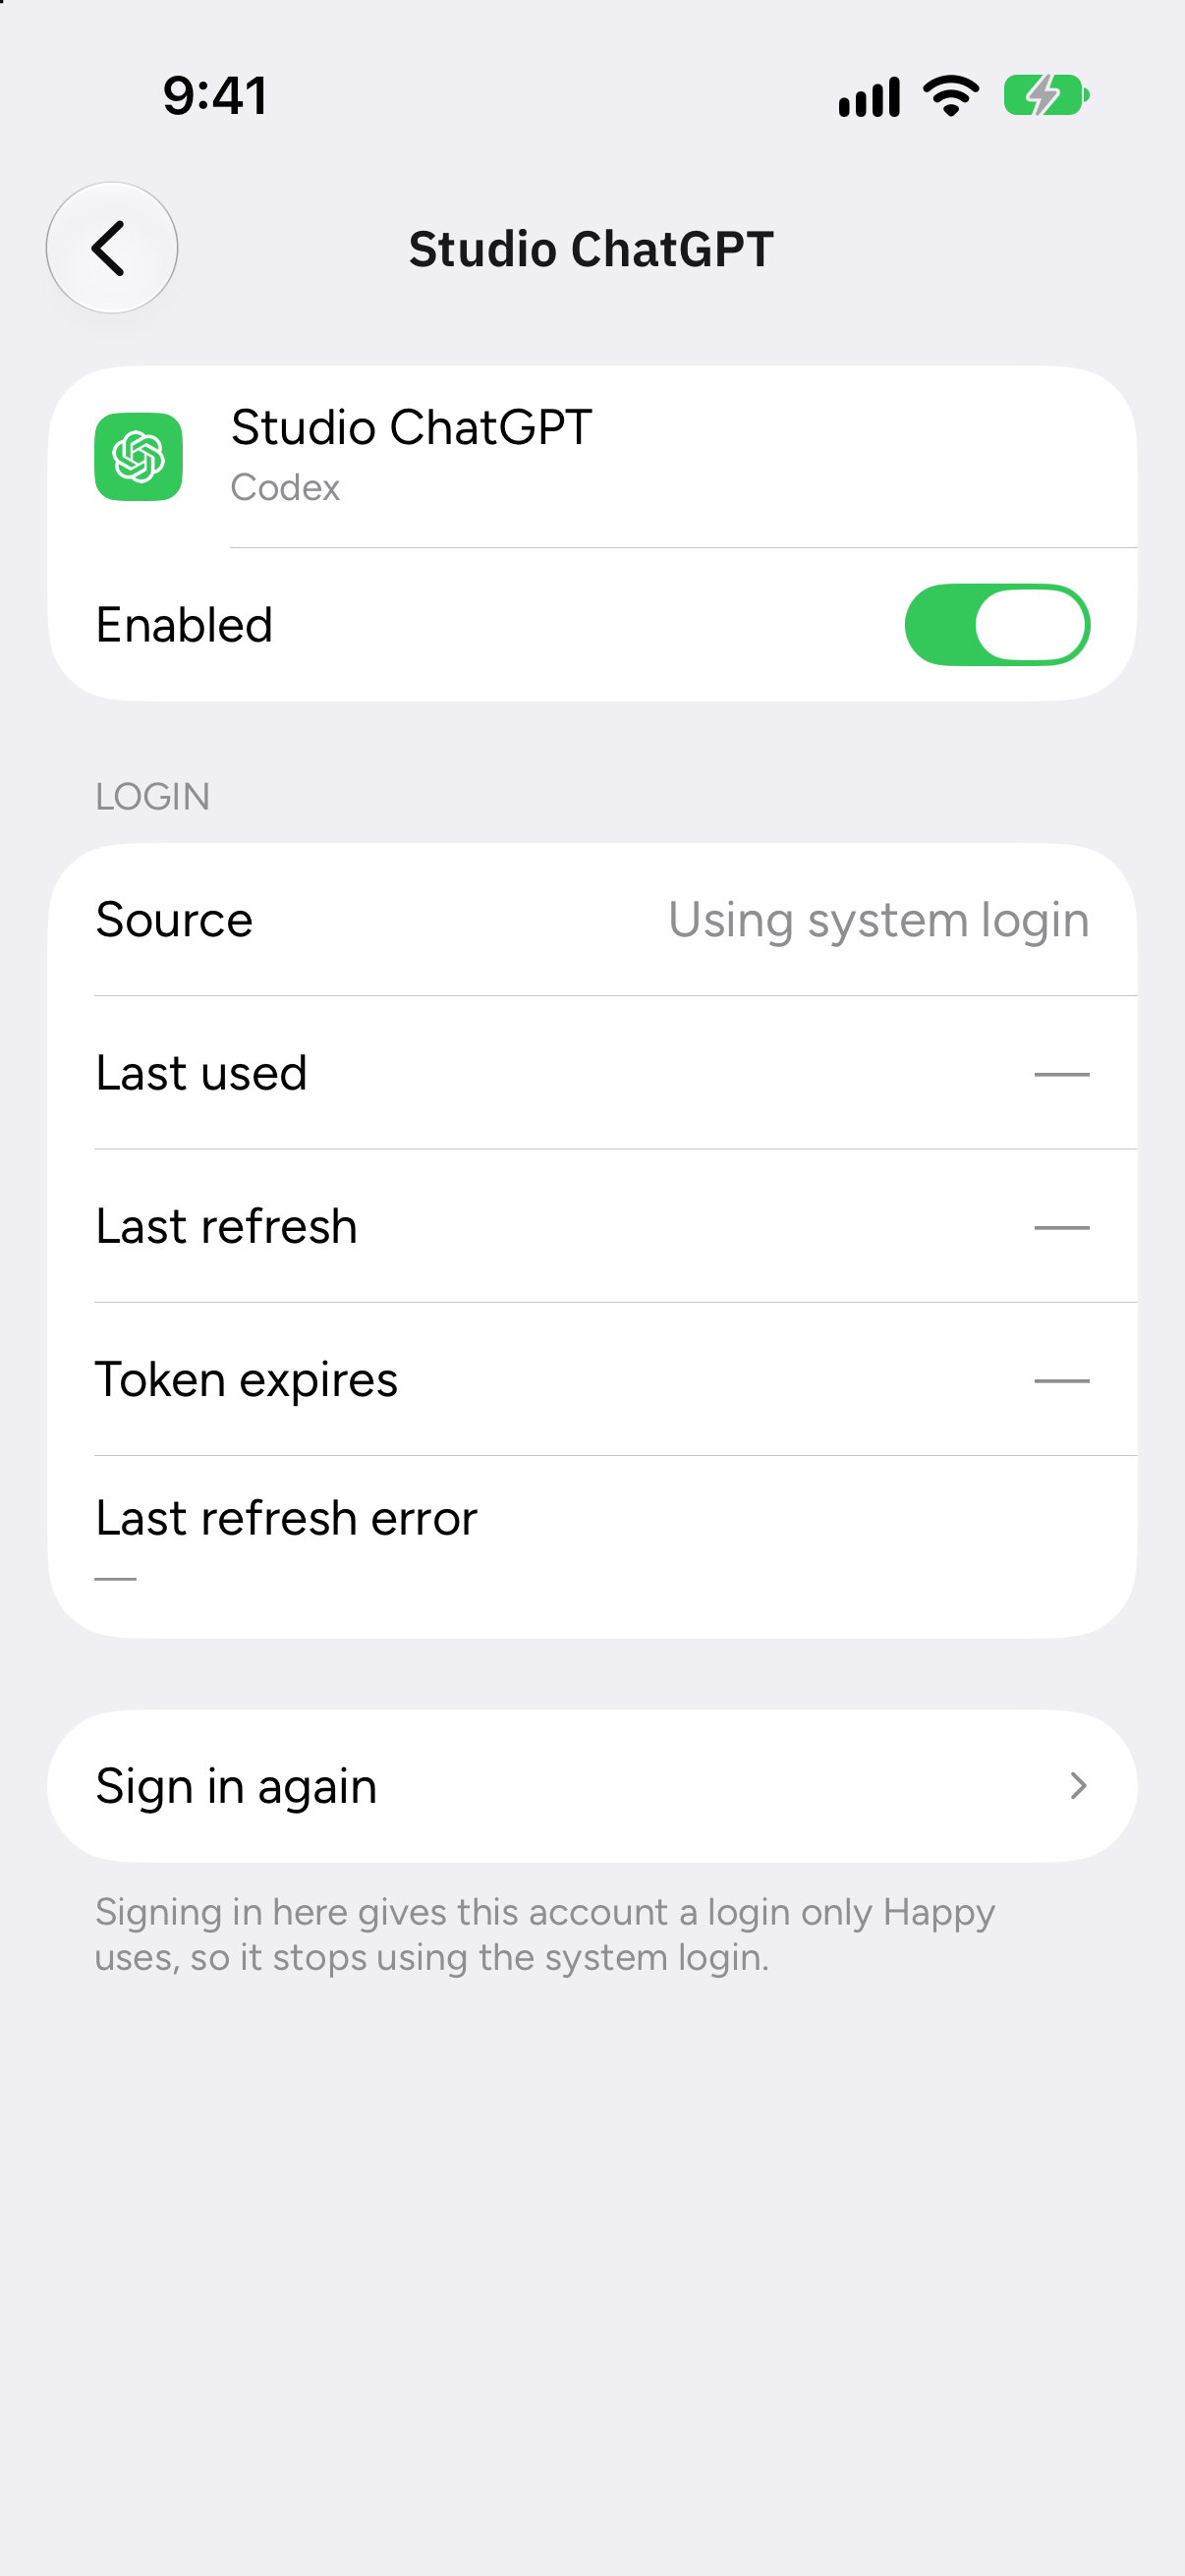 9:41
Studio ChatGPT
Studio ChatGPT
Codex
Enabled
LOGIN
Source Using system login
Last used —
Last refresh —
Token expires —
Last refresh error
—
Sign in again
Signing in here gives this account a login only Happy
uses, so it stops using the system login.